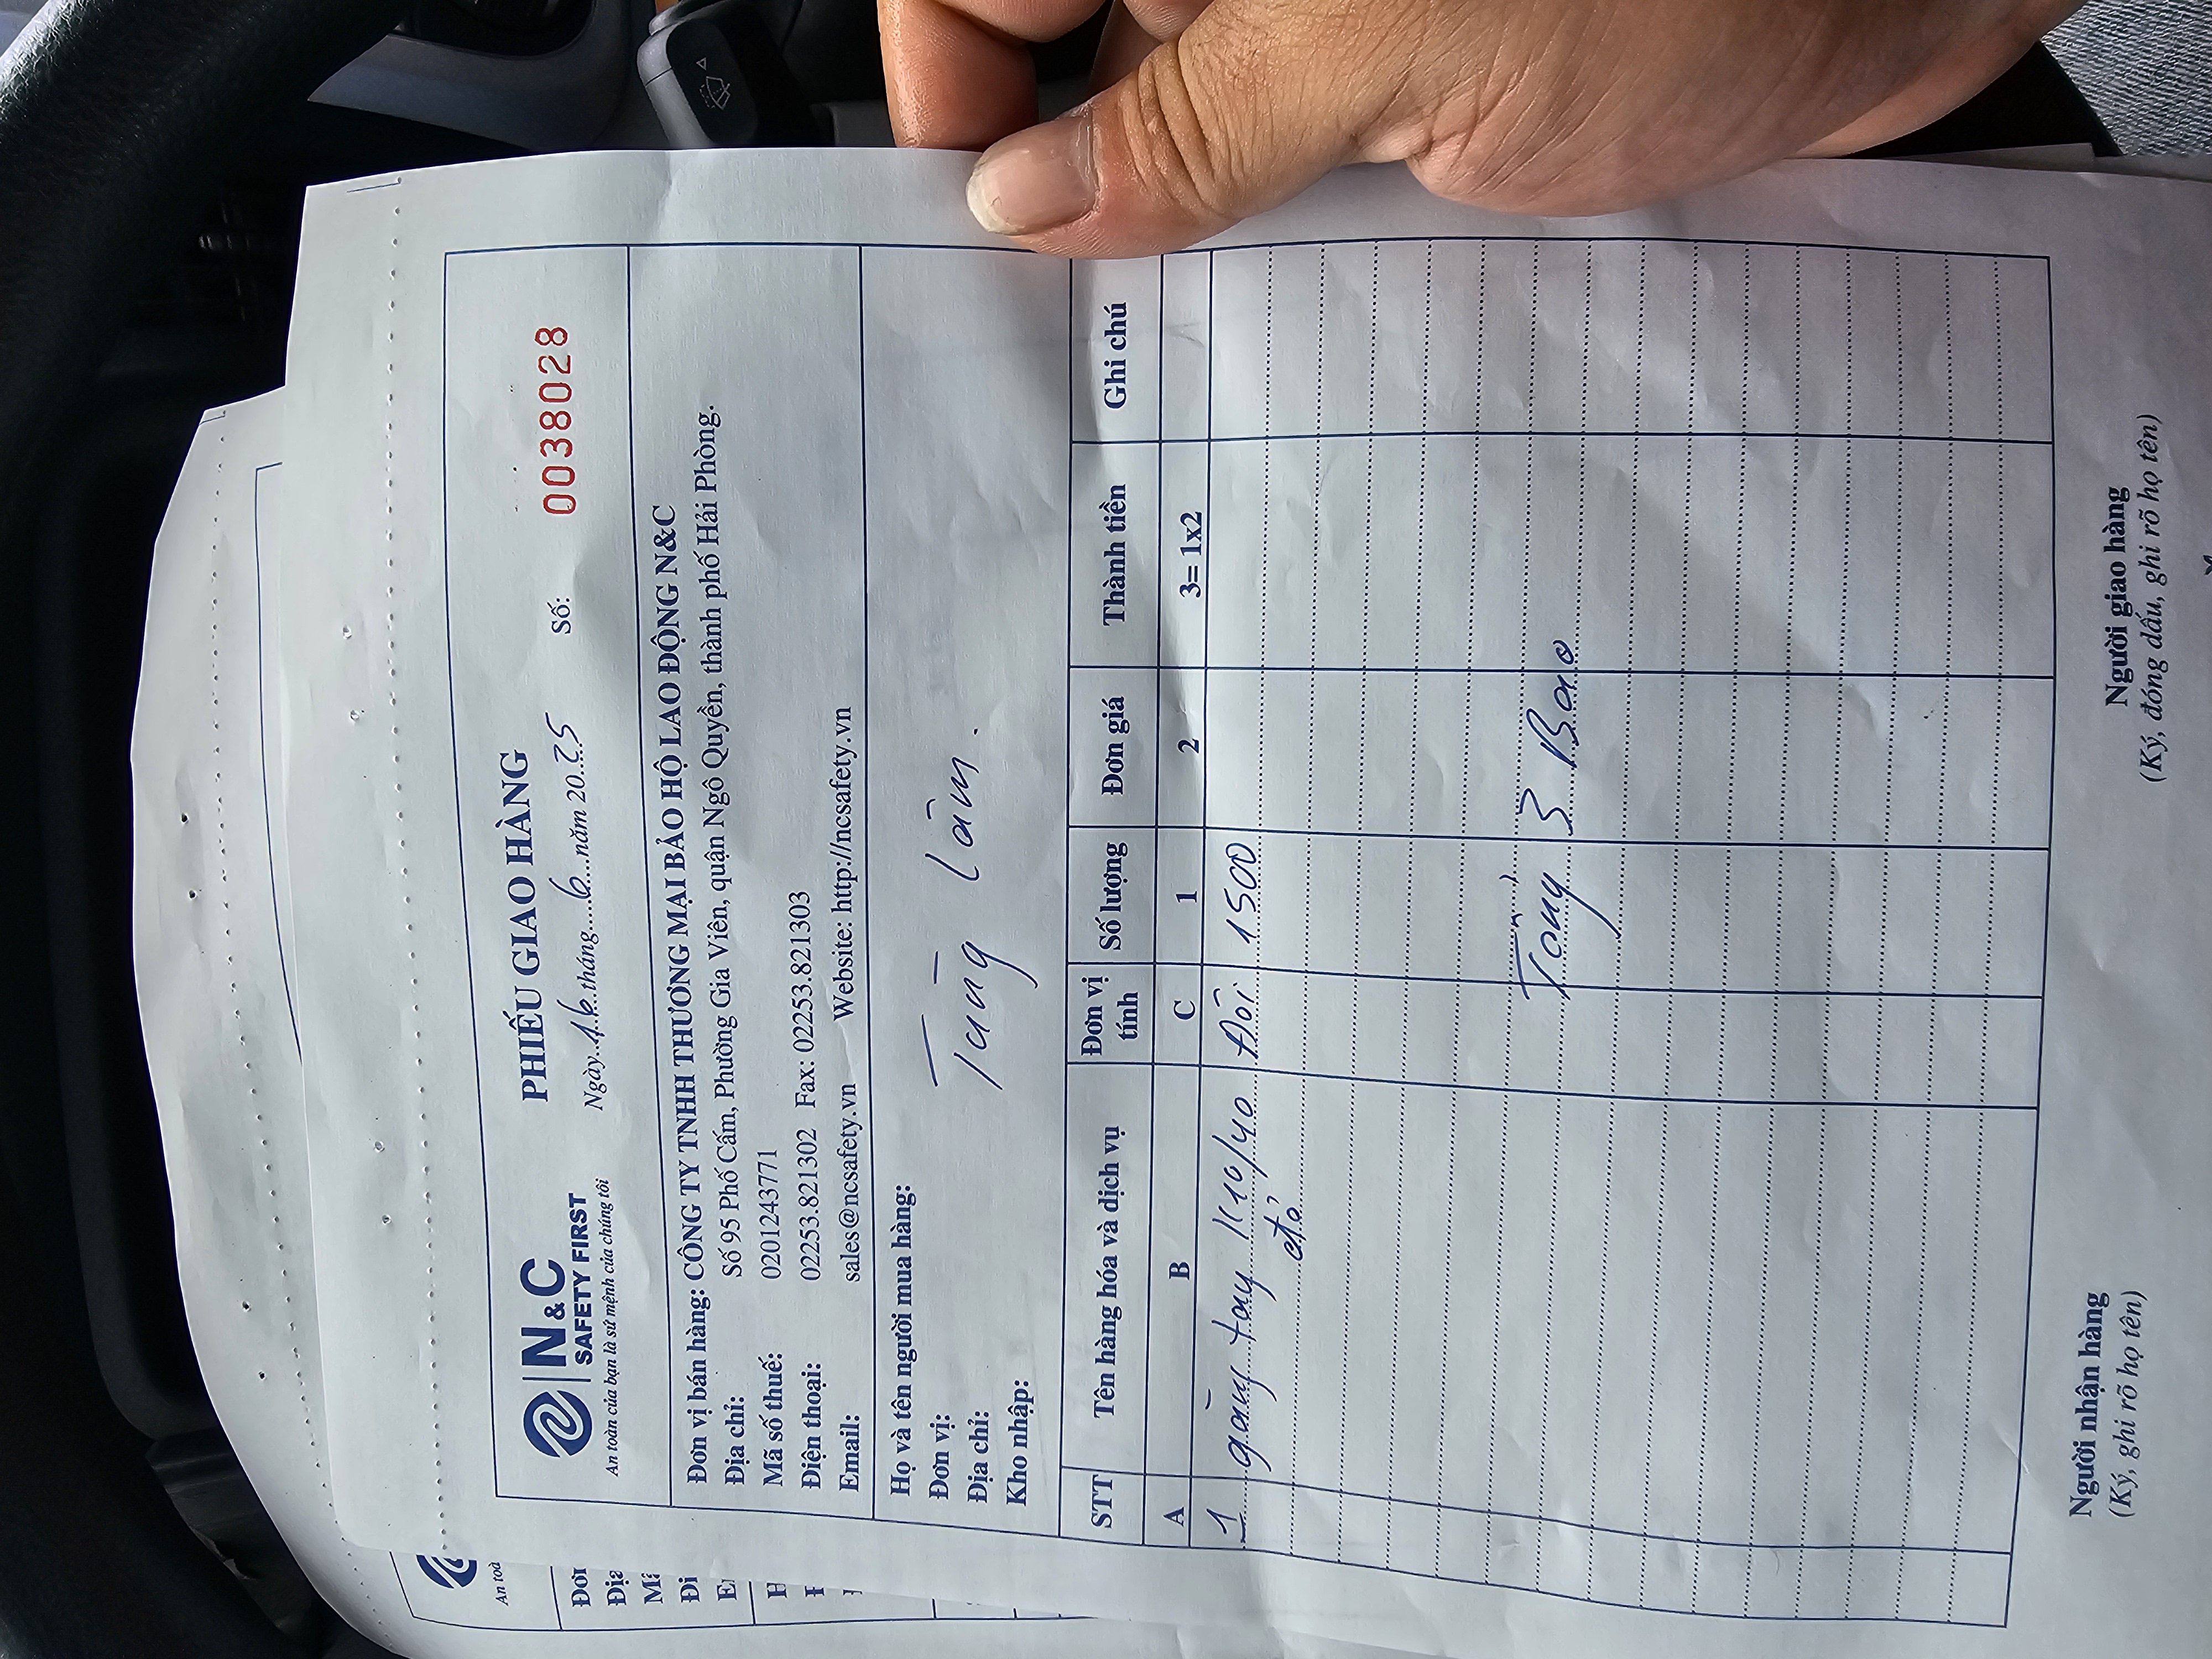 N&C
SAFETY FIRST
An toàn của bạn là sứ mệnh của chúng tôi
PHIẾU GIAO HÀNG
Ngày 16 tháng 6 năm 2025
Số: 0038028
Đơn vị bán hàng: CÔNG TY TNHH THƯƠNG MẠI BẢO HỘ LAO ĐỘNG N&C
Địa chỉ: Số 95 Phố Cấm, Phường Gia Viên, quận Ngô Quyền, thành phố Hải Phòng.
Mã số thuế: 0201243771
Điện thoại: 02253.821302 Fax: 02253.821303
Email: sales@ncsafety.vn Website: http://ncsafety.vn
Họ và tên người mua hàng:
Đơn vị: Tùng Lâm.
Địa chỉ:
Kho nhập:
STT Tên hàng hóa và dịch vụ Đơn vị tính Số lượng Đơn giá Thành tiền Ghi chú
A B C 1 2 3= 1x2
1 găng tay K10/40 Đôi 1500
đỏ
Tổng 3 Bao
Người nhận hàng Người giao hàng
(Ký, ghi rõ họ tên) (Ký, đóng dấu, ghi rõ họ tên)
An toà
Đơn
Địa
Mã